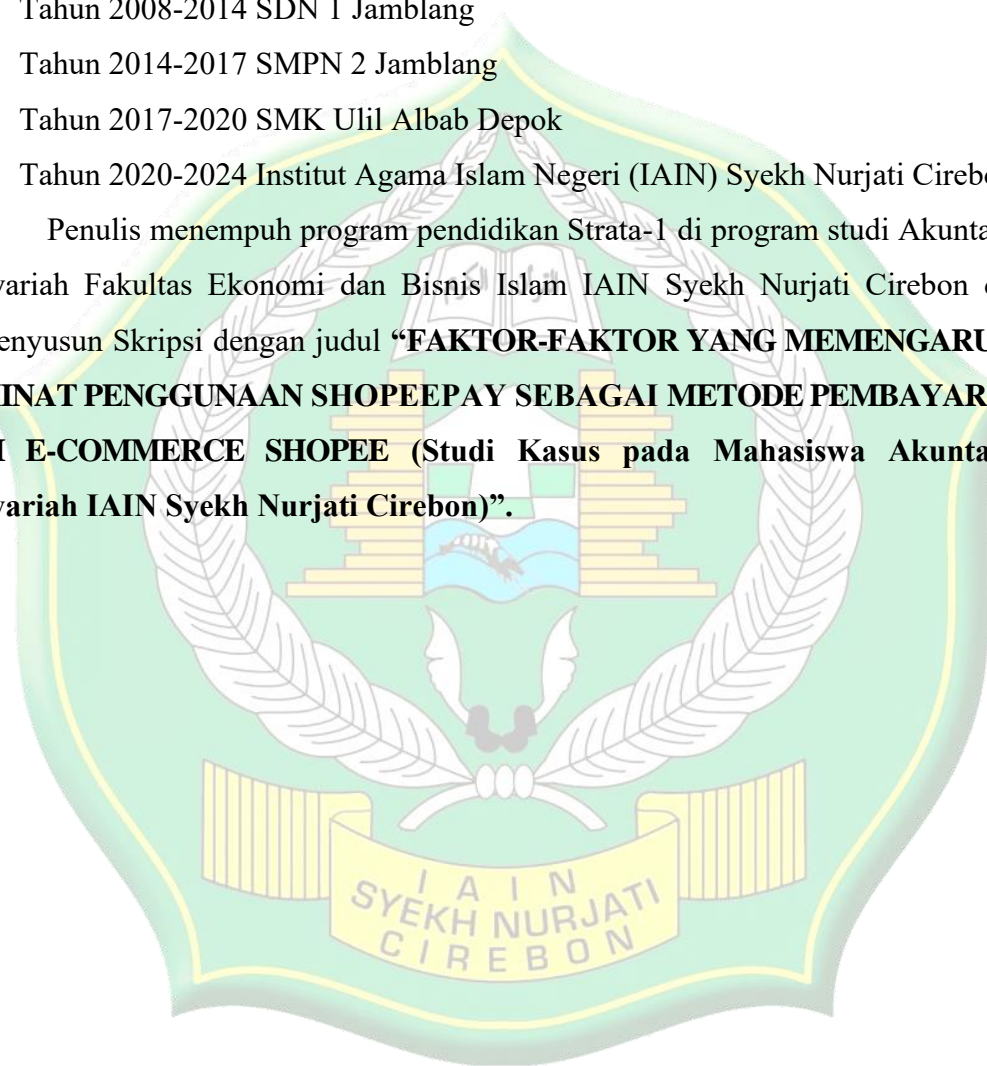 Tahun 2008-2014 SDN 1 Jamblang
Tahun 2014-2017 SMPN 2 Jamblang
Tahun 2017-2020 SMK Ulil Albab Depok
Tahun 2020-2024 Institut Agama Islam Negeri (IAIN) Syekh Nurjati Cirebo
Penulis menempuh program pendidikan Strata-1 di program studi Akunta
yariah Fakultas Ekonomi dan Bisnis Islam IAIN Syekh Nurjati Cirebon
enyusun Skripsi dengan judul “FAKTOR-FAKTOR YANG MEMENGARU
INAT PENGGUNAAN SHOPEEPAY SEBAGAI METODE PEMBAYAR
I E-COMMERCE SHOPEE (Studi Kasus pada Mahasiswa Akunta
yariah IAIN Syekh Nurjati Cirebon)”.
IAIN
SYEKH NURJATI
CIREBON